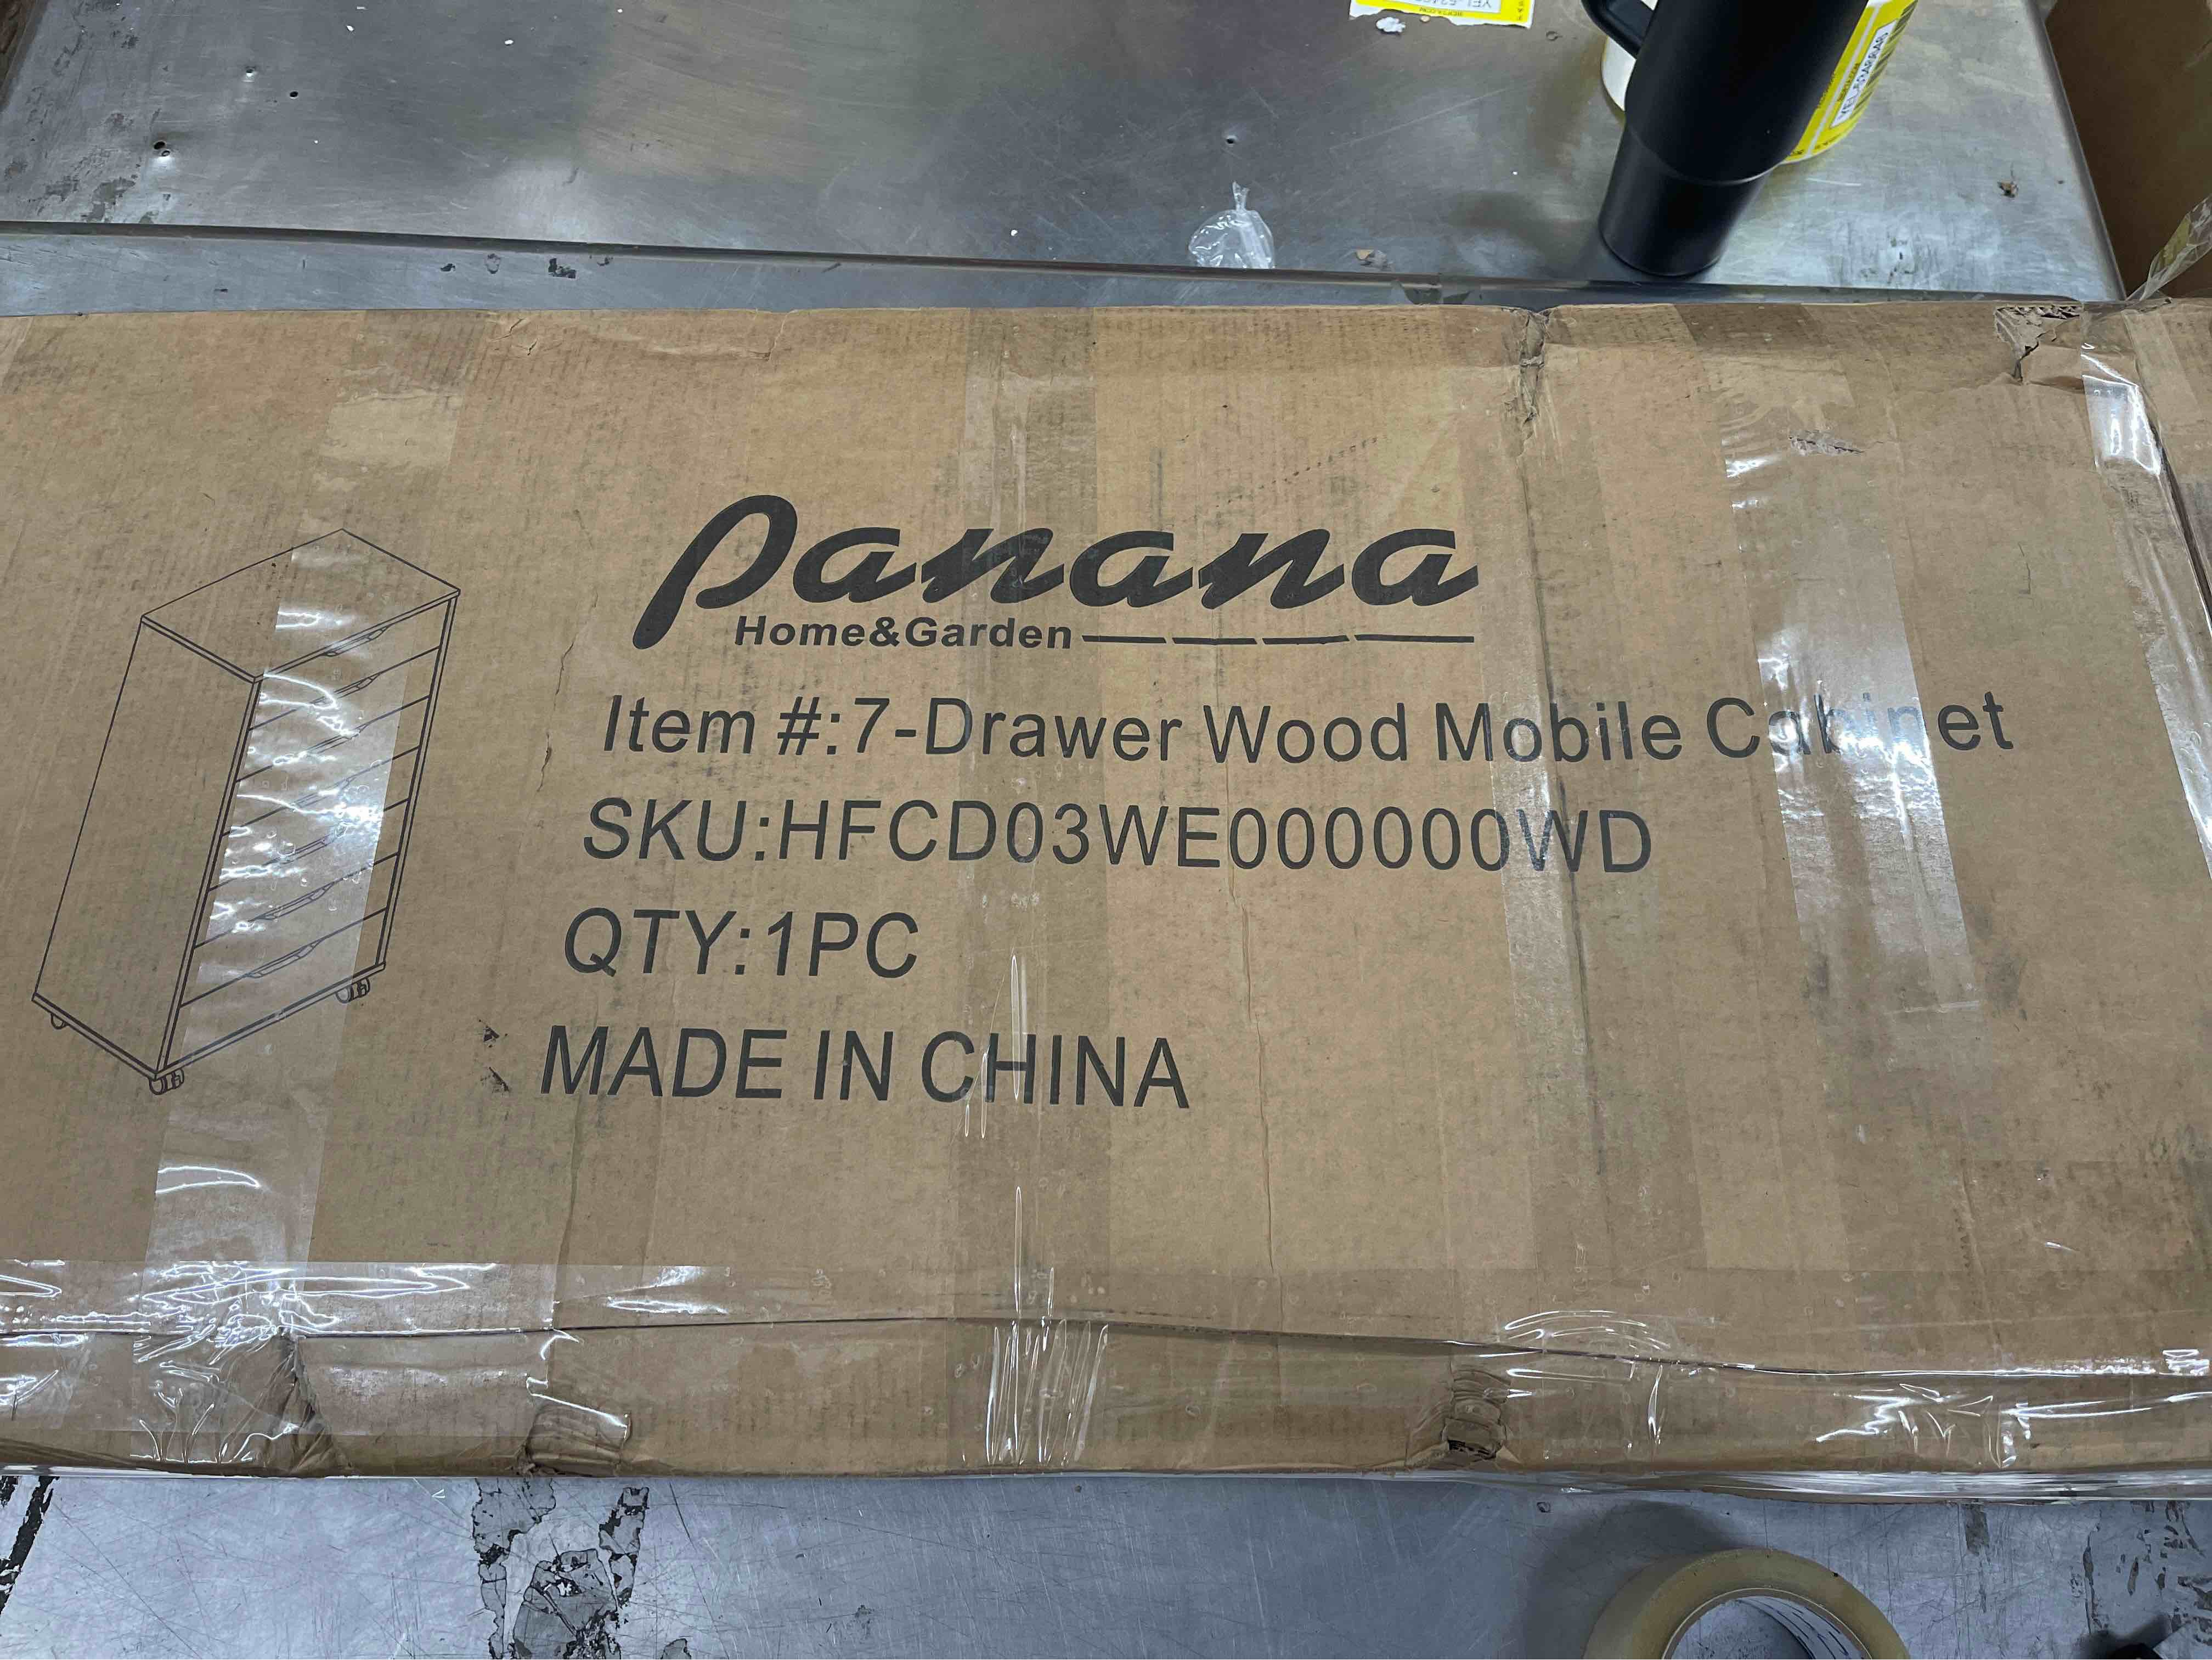 Panana
Home&Garden
Item #:7-Drawer Wood Mobile Cabinet
SKU:HFCD03WE000000WD
QTY:1PC
MADE IN CHINA